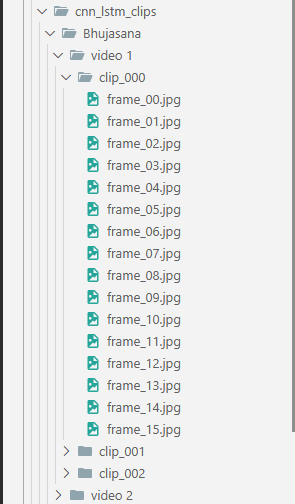 cnn_lstm_clips
Bhujasana
video 1
clip_000
frame_00.jpg
frame_01.jpg
frame_02.jpg
frame_03.jpg
frame_04.jpg
frame_05.jpg
frame_06.jpg
frame_07.jpg
frame_08.jpg
frame_09.jpg
frame_10.jpg
frame_11.jpg
frame_12.jpg
frame_13.jpg
frame_14.jpg
frame_15.jpg
clip_001
clip_002
video 2